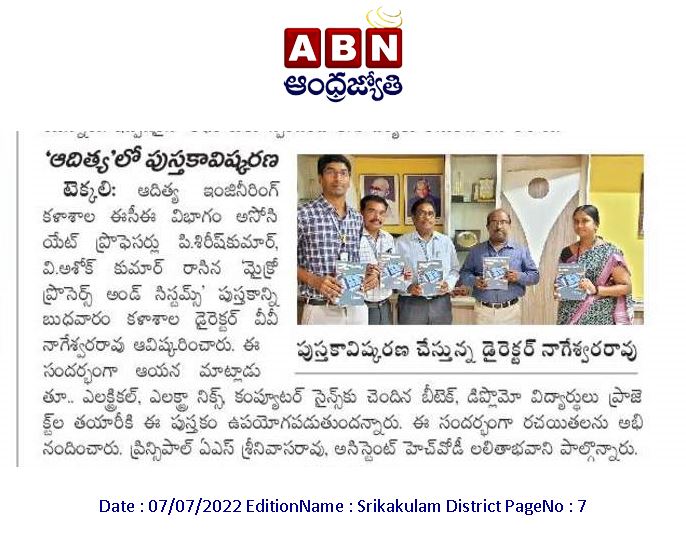 ABN
ఆంధ్రజ్యోతి
'ఆదిత్య'లో పుస్తకావిష్కరణ
టెక్కలి: ఆదిత్య ఇంజినీరింగ్
కళాశాల ఈసీఈ విభాగం అసోసి
యేట్ ప్రొఫెసర్లు పి.శిరీష్‌కుమార్,
వి.అశోక్ కుమార్ రాసిన 'మైక్రో
ప్రొసెర్స్ అండ్ సిస్టమ్స్' పుస్తకాన్ని
బుధవారం కళాశాల డైరెక్టర్ వీవీ
నాగేశ్వరరావు ఆవిష్కరించారు. ఈ
సందర్భంగా ఆయన మాట్లాడు
తూ.. ఎలక్ట్రికల్, ఎలక్ట్రానిక్స్ కంప్యూటర్ సైన్స్‌కు చెందిన బీటెక్, డిప్లొమో విద్యార్థులు ప్రాజె
క్ట్‌ల తయారీకి ఈ పుస్తకం ఉపయోగపడుతుందన్నారు. ఈ సందర్భంగా రచయితలను అభి
నందించారు. ప్రిన్సిపాల్ ఏఎస్ శ్రీనివాసరావు, అసిస్టెంట్ హెచ్‌వోడీ లలితాభవాని పాల్గొన్నారు.
పుస్తకావిష్కరణ చేస్తున్న డైరెక్టర్ నాగేశ్వరరావు
Date : 07/07/2022 EditionName : Srikakulam District PageNo : 7